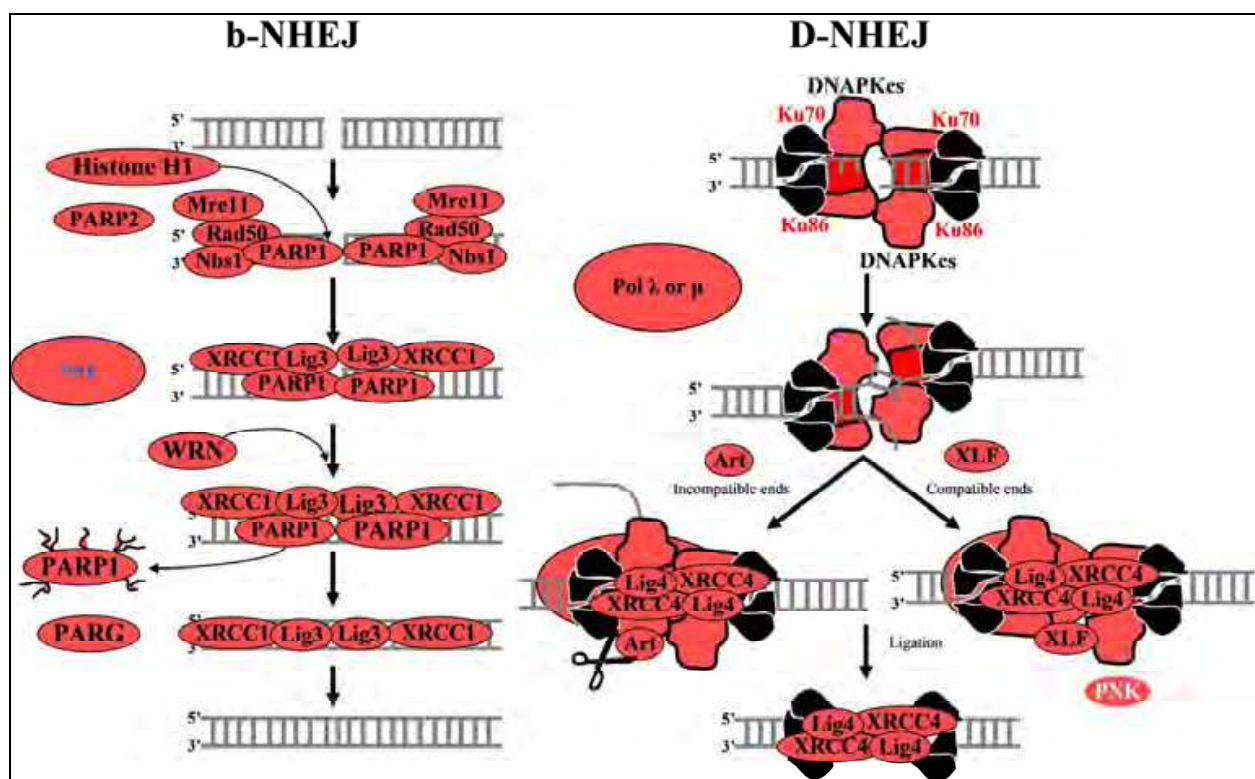 b-NHEJ
5'
3'
Histone H1
PARP2
Mre11
Mre11
5'
Rad50
Rad50
3'
Nbs1
PARP1
PARP1
Nbs1
5'
3'
XRCC1
Lig3
Lig3
XRCC1
PARP1
PARP1
WRN
XRCC1
Lig3
Lig3
XRCC1
5'
3'
PARP1
PARP1
PARP1
PARG
5'
3'
XRCC1
Lig3
Lig3
XRCC1
5'
3'
D-NHEJ
DNAPKcs
Ku70
Ku70
5'
3'
Ku86
Ku86
DNAPKcs
Pol λ or μ
5'
3'
Art
XLF
Incompatible ends
Compatible ends
5'
3'
Lig4
XRCC4
XRCC4
Lig4
Art
5'
3'
Lig4
XRCC4
XRCC4
Lig4
XLF
PNK
Ligation
5'
3'
Lig4
XRCC4
XRCC4
Lig4